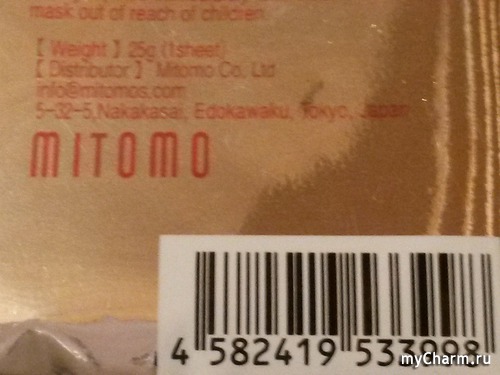 mask out of reach of children
【 Weight 】 25g (1sheet)
【 Distributor 】 Mitomo Co, Ltd
info@mitomos.com
5-32-5,Nakakasai, Edokawaku, Tokyo, Japan
MITOMO
4 582419 533998
myCharm.ru